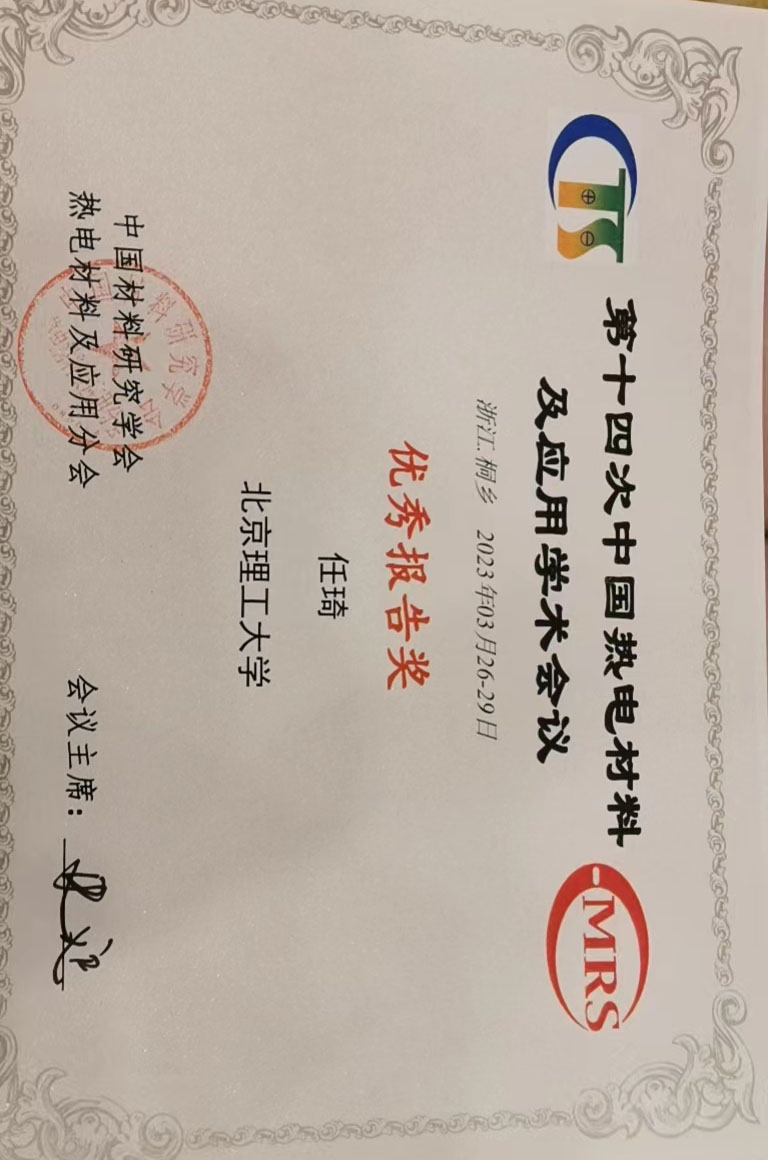 CTS
第十四次中国热电材料
及应用学术会议
C-MRS
浙江.桐乡 2023年03月26-29日
优秀报告奖
任琦
北京理工大学
中国材料研究学会
热电材料及应用分会
会议主席：